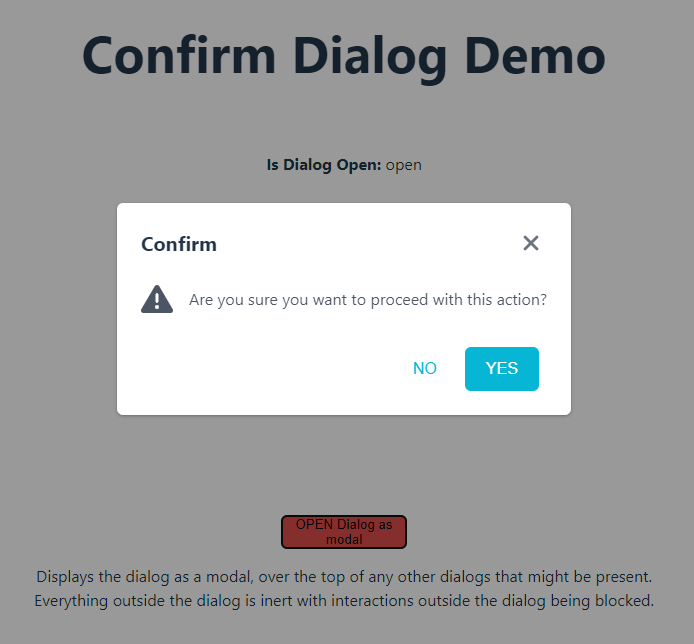 Confirm Dialog Demo
Is Dialog Open: open
Confirm
Are you sure you want to proceed with this action?
NO YES
OPEN Dialog as
modal
Displays the dialog as a modal, over the top of any other dialogs that might be present.
Everything outside the dialog is inert with interactions outside the dialog being blocked.